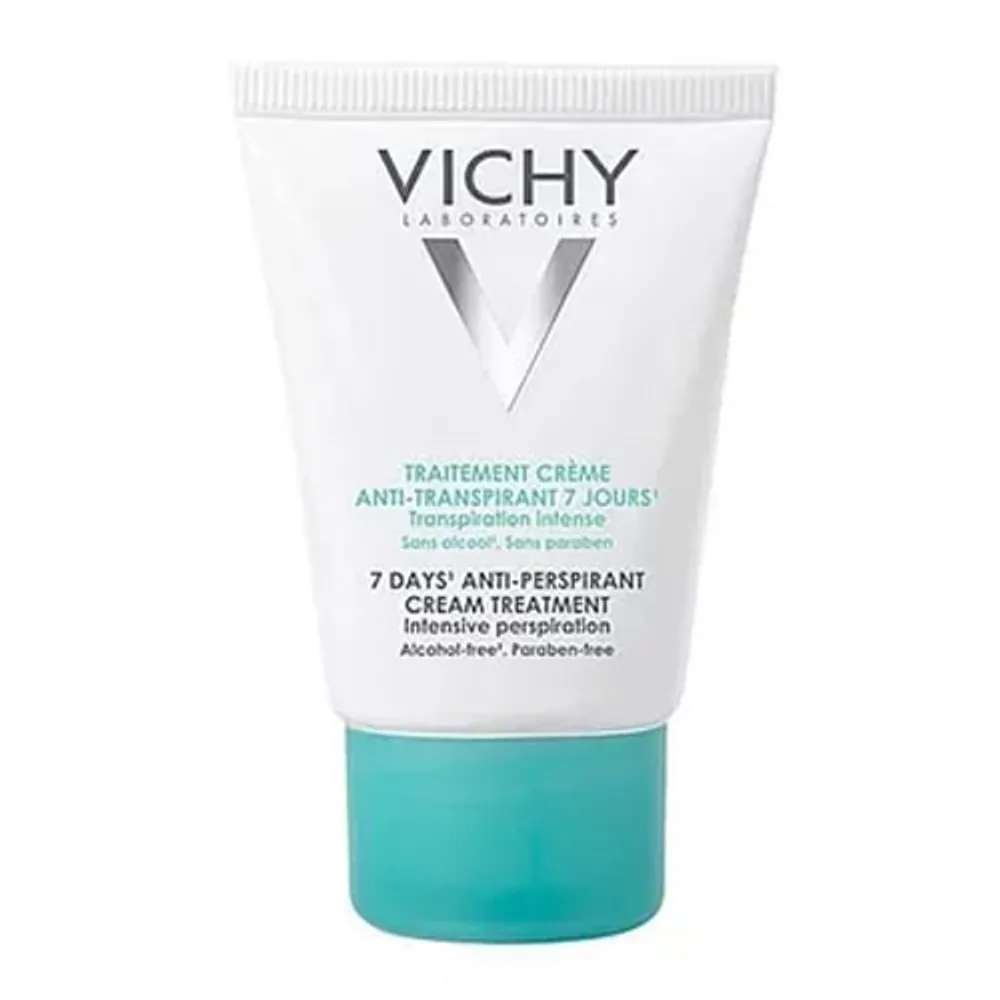 VICHY
LABORATOIRES
TRAITEMENT CRÈME
ANTI-TRANSPIRANT 7 JOURS¹
Transpiration intense
Sans alcool², Sans paraben
7 DAYS¹ ANTI-PERSPIRANT
CREAM TREATMENT
Intensive perspiration
Alcohol-free², Paraben-free